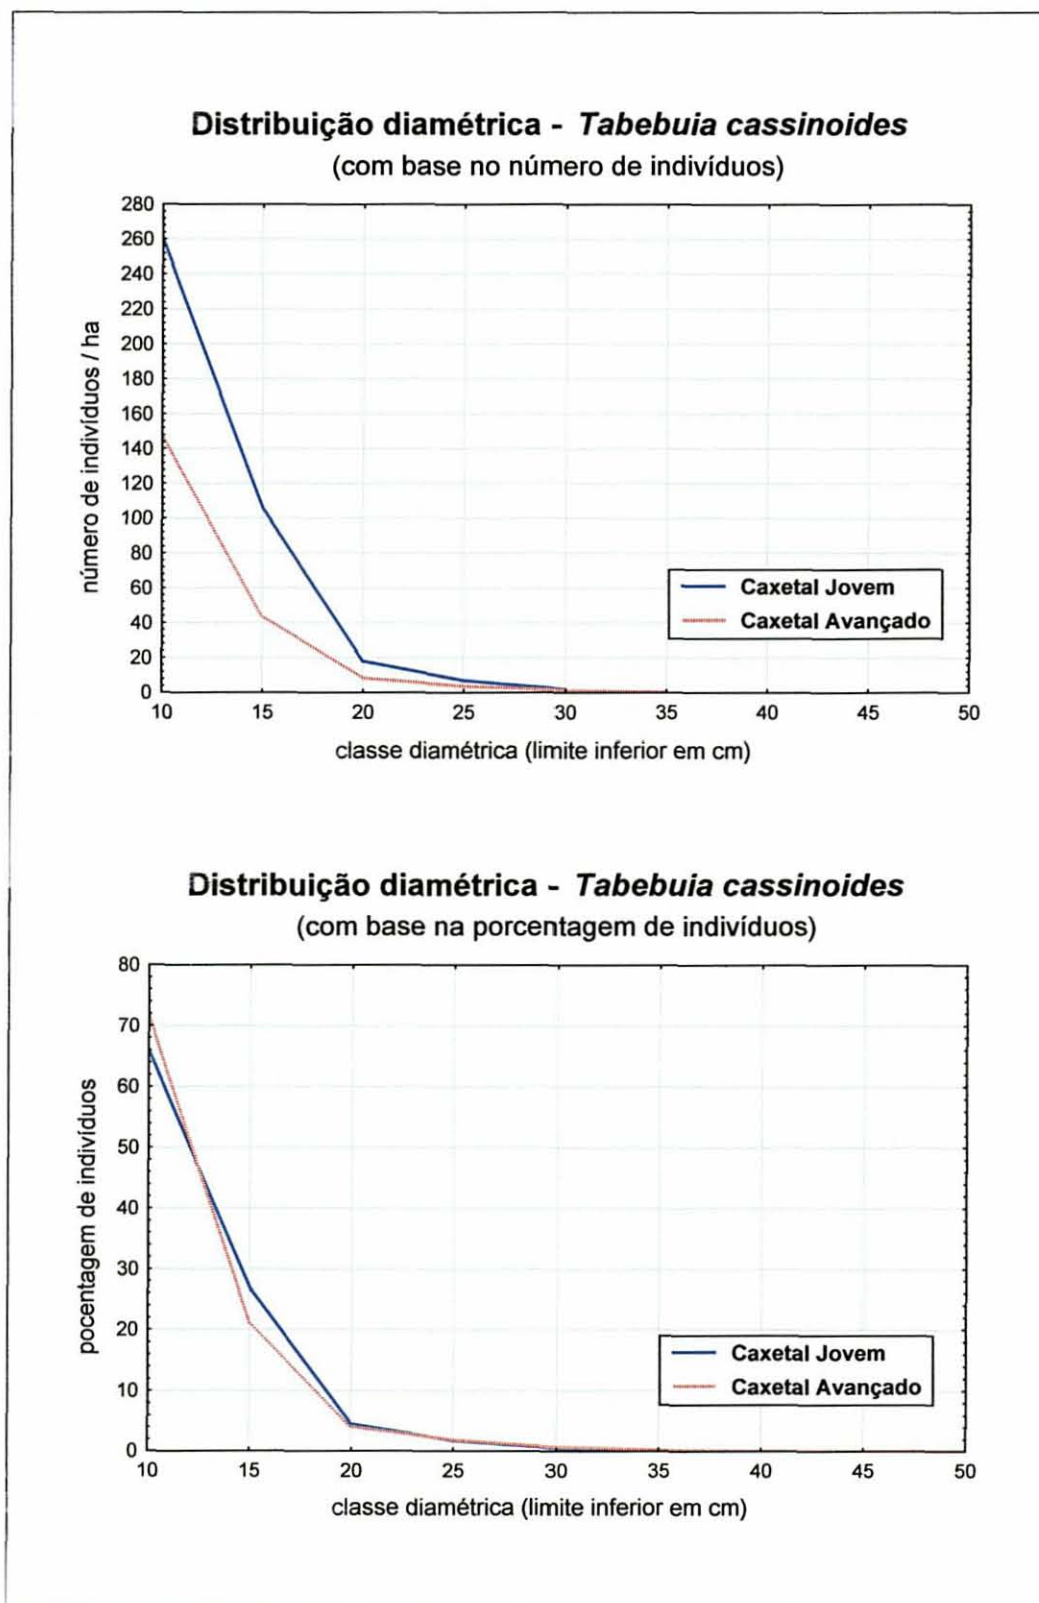 Distribuição diamétrica - Tabebuia cassinoides
(com base no número de indivíduos)
280
260
240
220
200
180
160
140
120
100
80
60
40
20
0
número de indivíduos / ha
Caxetal Jovem
Caxetal Avançado
10 15 20 25 30 35 40 45 50
classe diamétrica (limite inferior em cm)
Distribuição diamétrica - Tabebuia cassinoides
(com base na porcentagem de indivíduos)
80
70
60
50
40
30
20
10
0
pocentagem de indivíduos
Caxetal Jovem
Caxetal Avançado
10 15 20 25 30 35 40 45 50
classe diamétrica (limite inferior em cm)